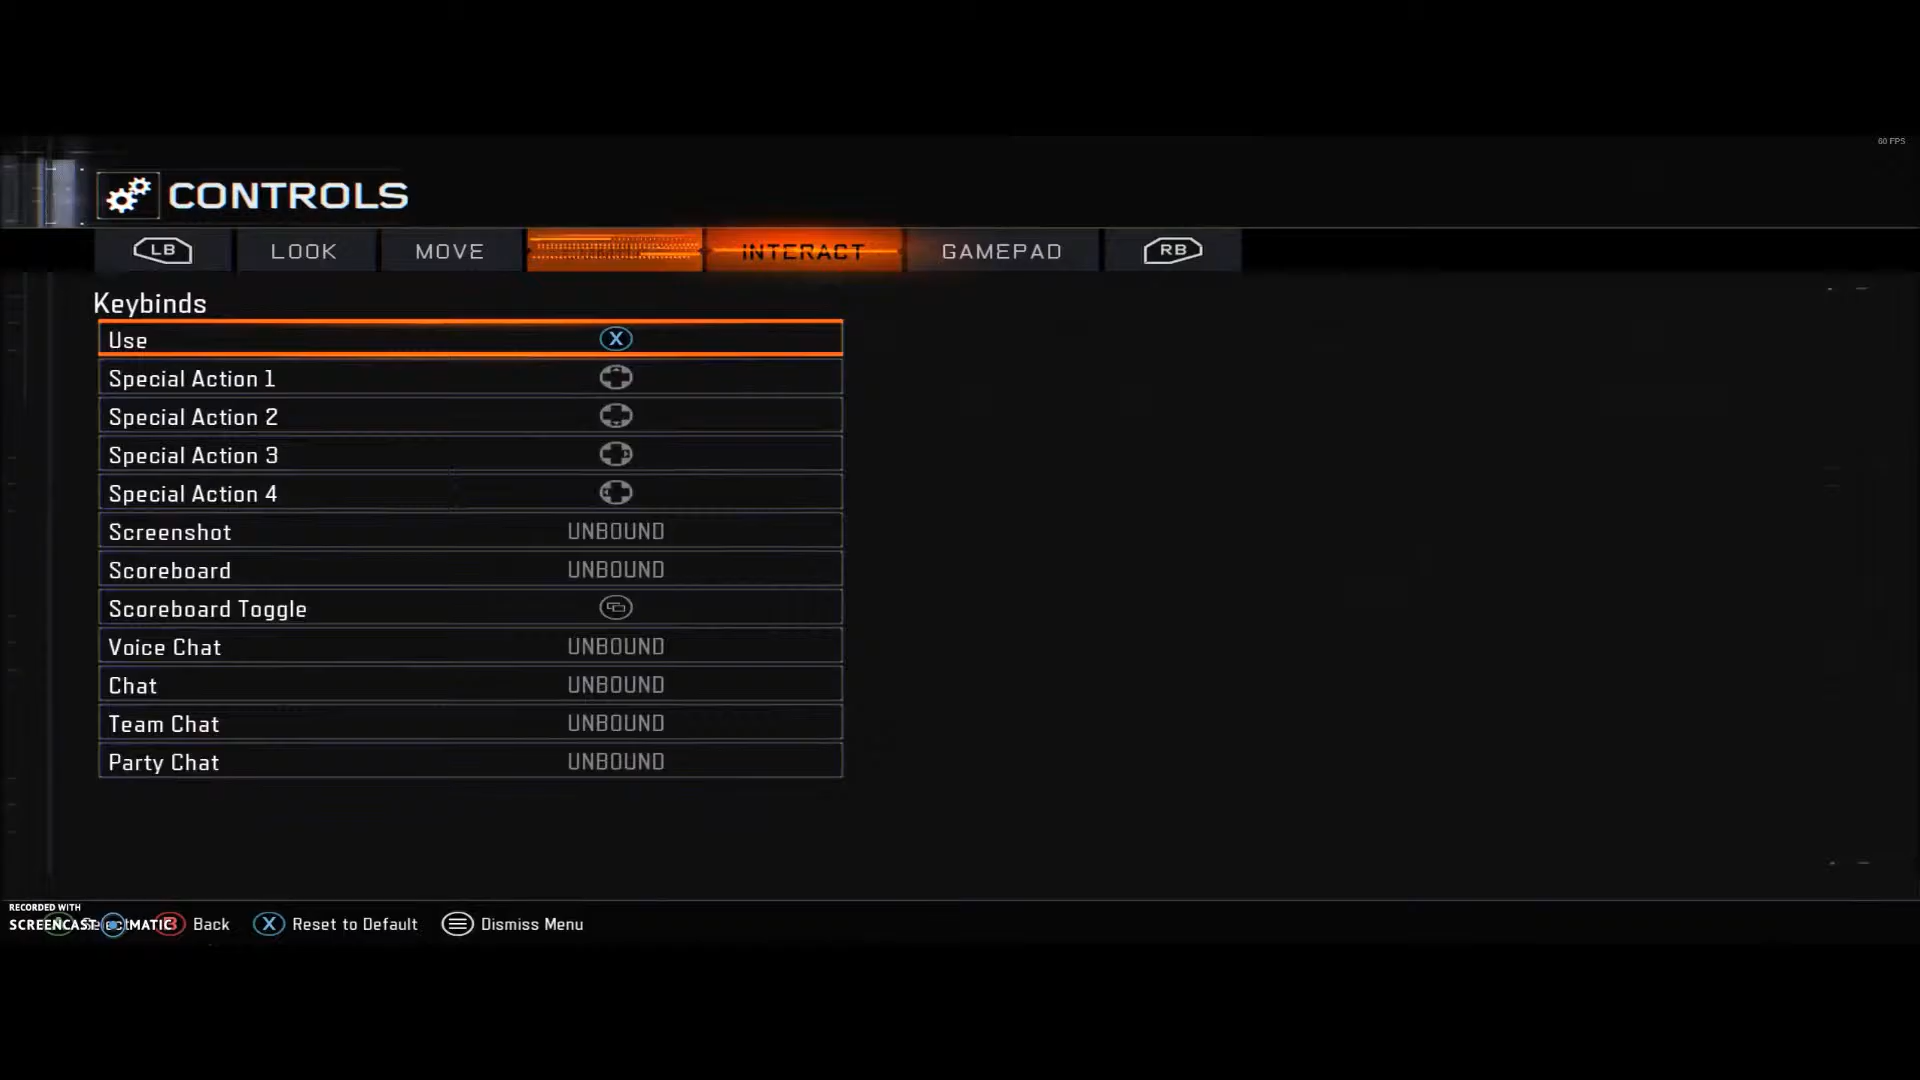 60 FPS
CONTROLS
LB LOOK MOVE INTERACT GAMEPAD RB
Keybinds
Use X
Special Action 1
Special Action 2
Special Action 3
Special Action 4
Screenshot UNBOUND
Scoreboard UNBOUND
Scoreboard Toggle
Voice Chat UNBOUND
Chat UNBOUND
Team Chat UNBOUND
Party Chat UNBOUND
RECORDED WITH
SCREENCAST MATIC Back X Reset to Default Dismiss Menu